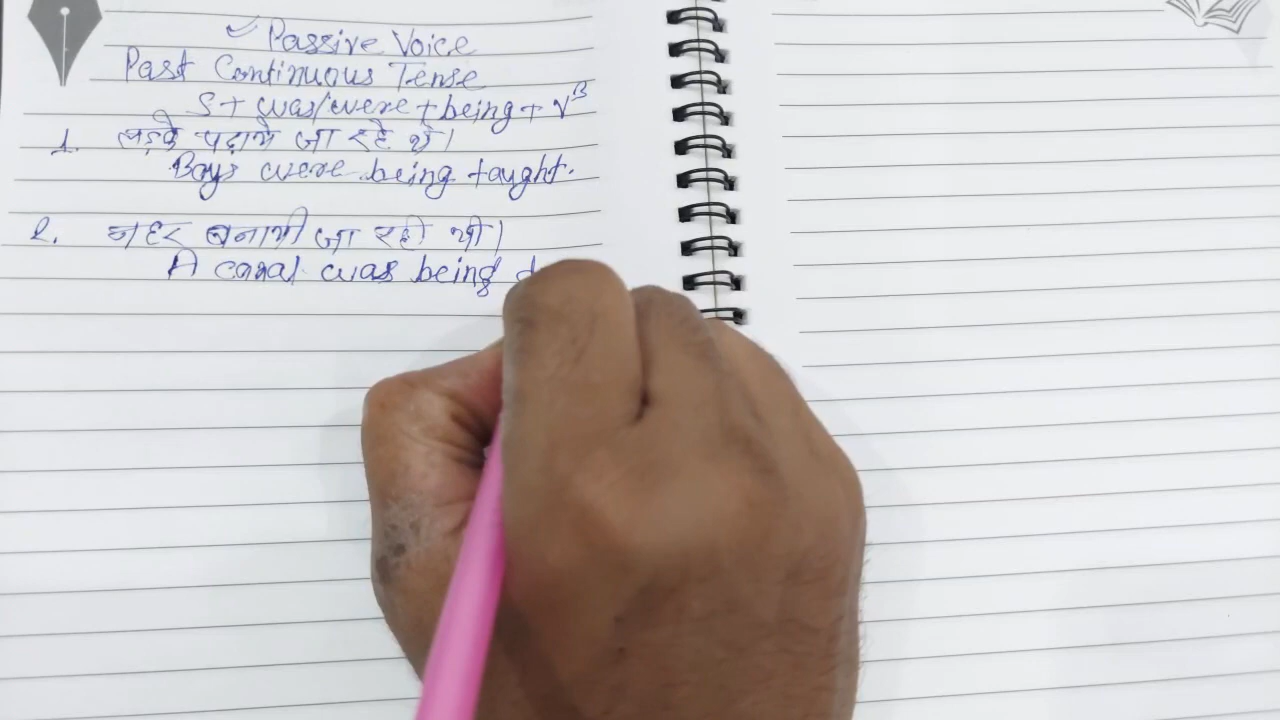 Passive Voice
Past Continuous Tense
S + was/were + being + V3
1. लड़के पढ़ाये जा रहे थे।
Boys were being taught.
2. नहर बनायी जा रही थी।
A canal was being d